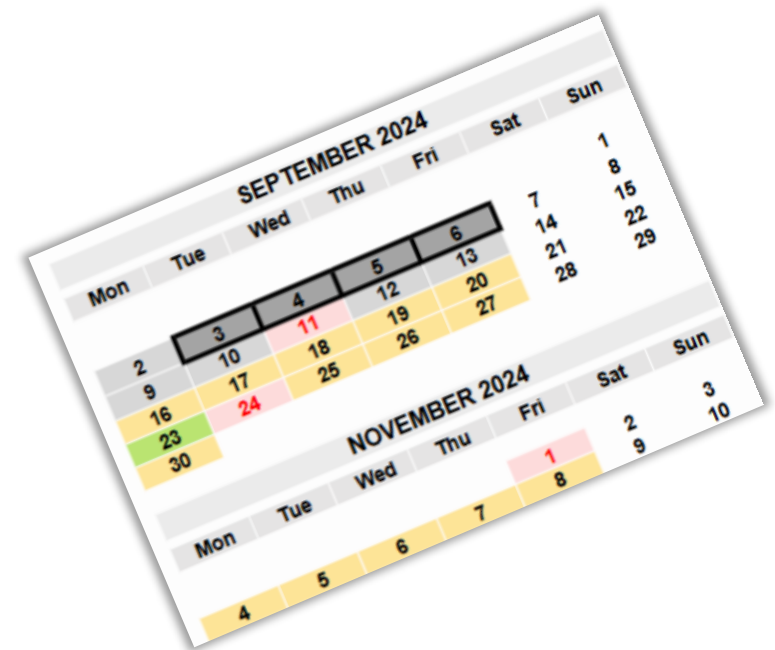 SEPTEMBER 2024
Mon Tue Wed Thu Fri Sat Sun
1
2 3 4 5 6 7 8
9 10 11 12 13 14 15
16 17 18 19 20 21 22
23 24 25 26 27 28 29
30
NOVEMBER 2024
Mon Tue Wed Thu Fri Sat Sun
1 2 3
4 5 6 7 8 9 10